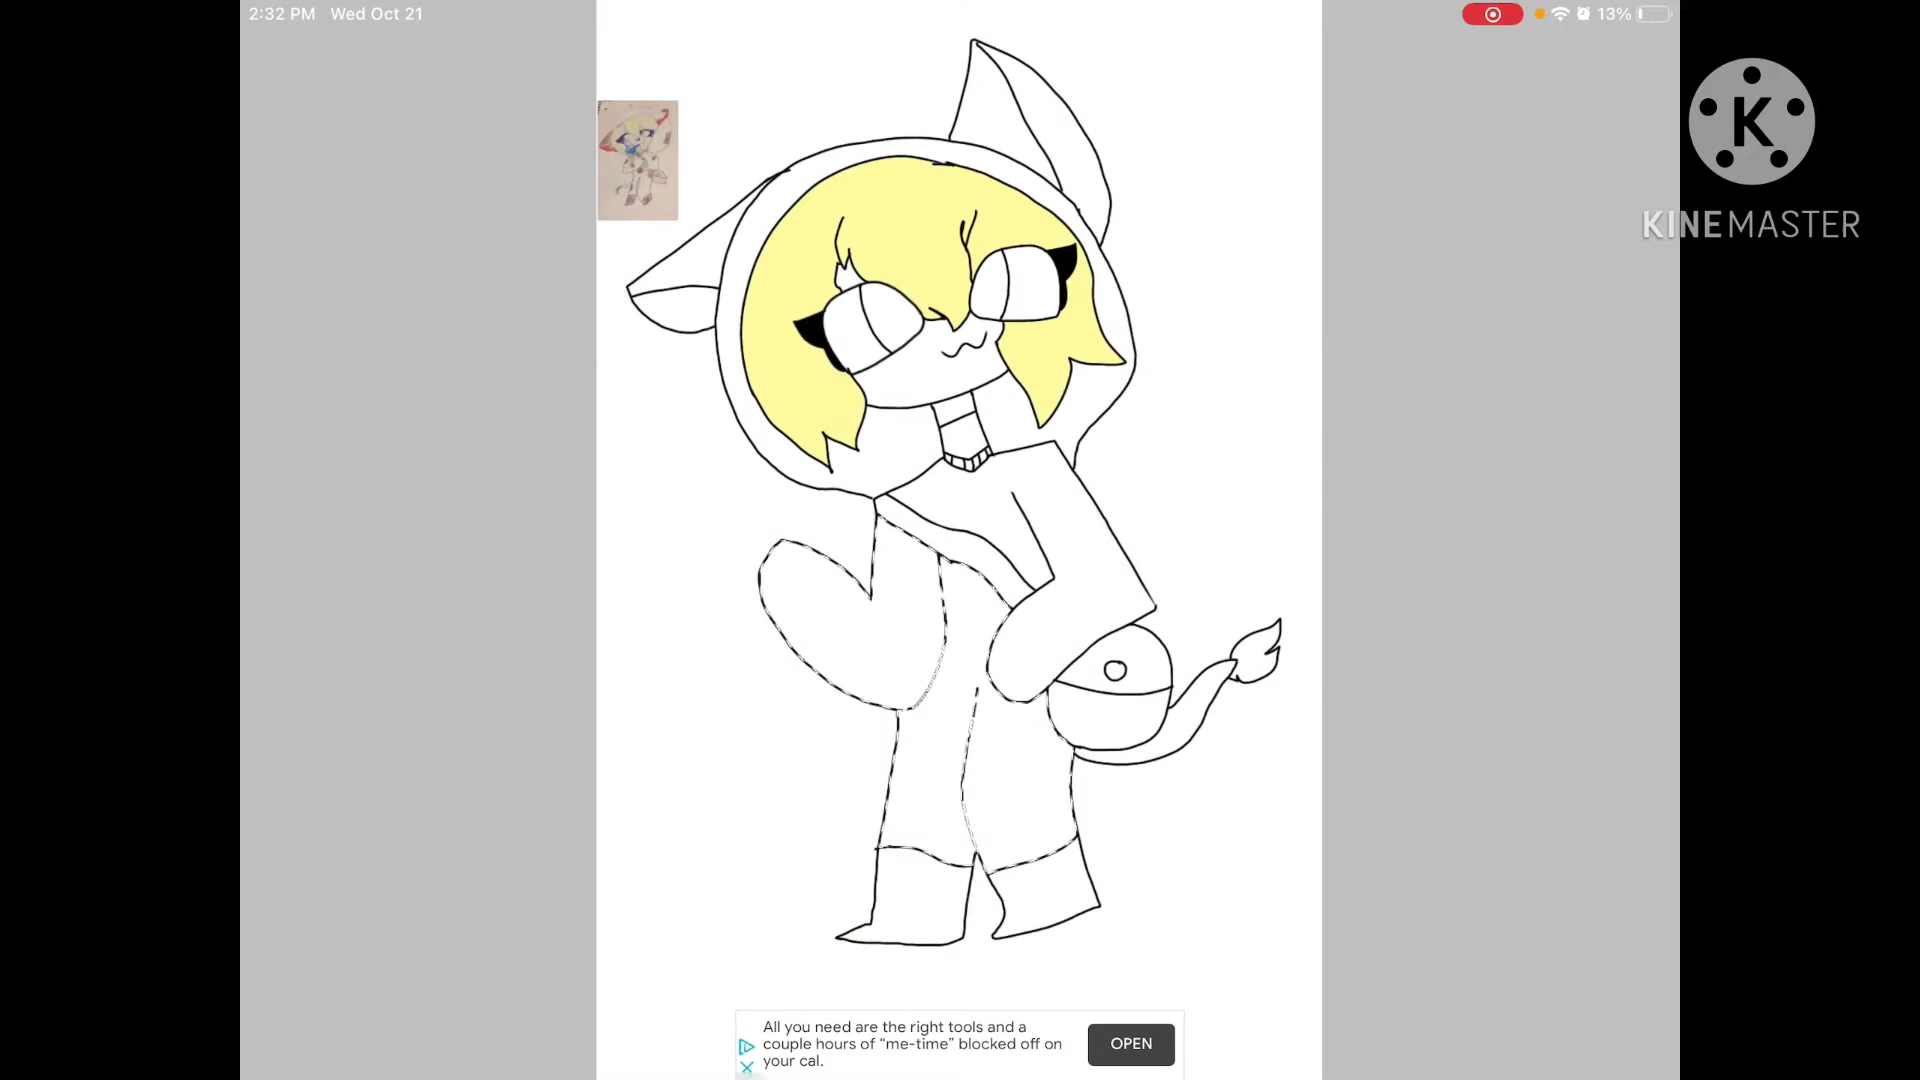 2:32 PM Wed Oct 21
13%
K
KINEMASTER
All you need are the right tools and a
couple hours of “me-time” blocked off on
your cal.
OPEN